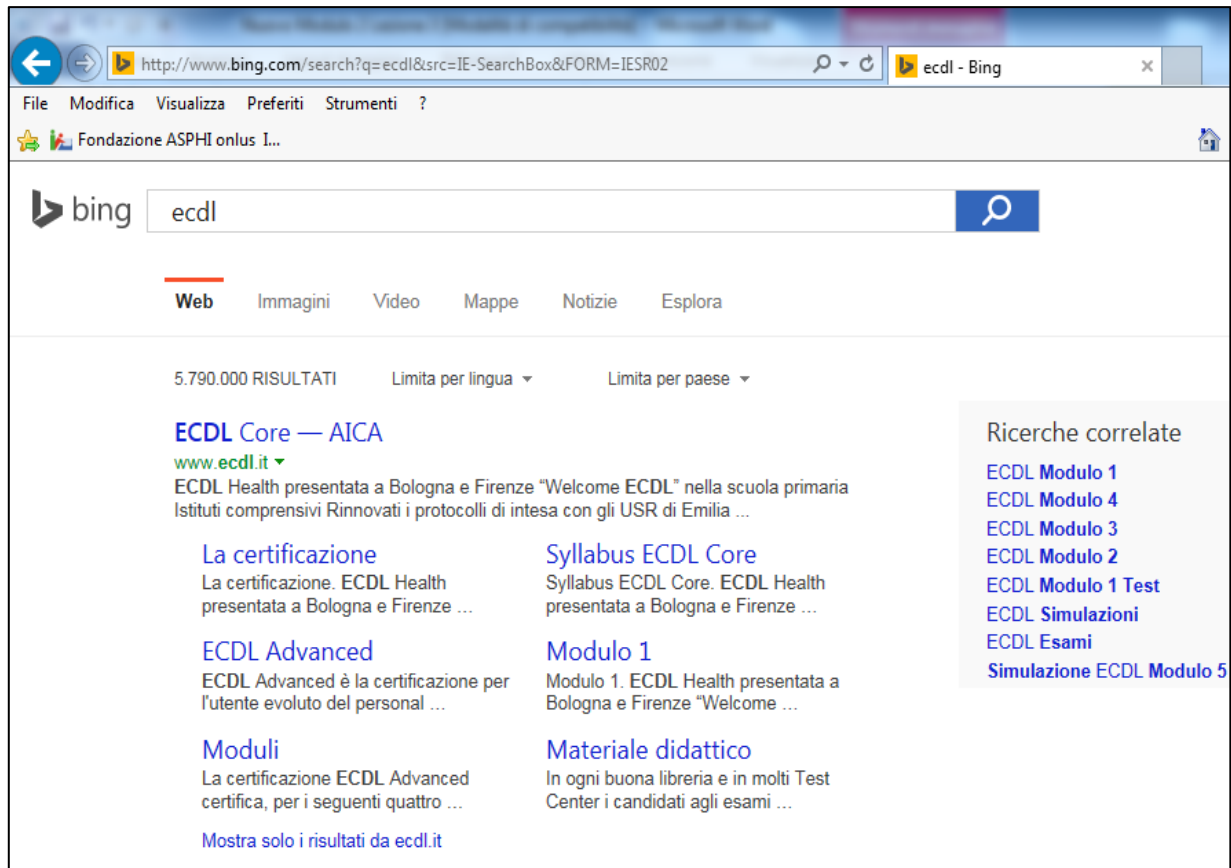 http://www.bing.com/search?q=ecdl&src=IE-SearchBox&FORM=IESR02
ecdl - Bing
File Modifica Visualizza Preferiti Strumenti ?
Fondazione ASPHI onlus I...
bing
ecdl
Web Immagini Video Mappe Notizie Esplora
5.790.000 RISULTATI Limita per lingua Limita per paese
ECDL Core — AICA
www.ecdl.it
ECDL Health presentata a Bologna e Firenze “Welcome ECDL” nella scuola primaria
Istituti comprensivi Rinnovati i protocolli di intesa con gli USR di Emilia ...
La certificazione
La certificazione. ECDL Health
presentata a Bologna e Firenze ...
Syllabus ECDL Core
Syllabus ECDL Core. ECDL Health
presentata a Bologna e Firenze ...
ECDL Advanced
ECDL Advanced è la certificazione per
l'utente evoluto del personal ...
Modulo 1
Modulo 1. ECDL Health presentata a
Bologna e Firenze “Welcome ...
Moduli
La certificazione ECDL Advanced
certifica, per i seguenti quattro ...
Materiale didattico
In ogni buona libreria e in molti Test
Center i candidati agli esami ...
Mostra solo i risultati da ecdl.it
Ricerche correlate
ECDL Modulo 1
ECDL Modulo 4
ECDL Modulo 3
ECDL Modulo 2
ECDL Modulo 1 Test
ECDL Simulazioni
ECDL Esami
Simulazione ECDL Modulo 5